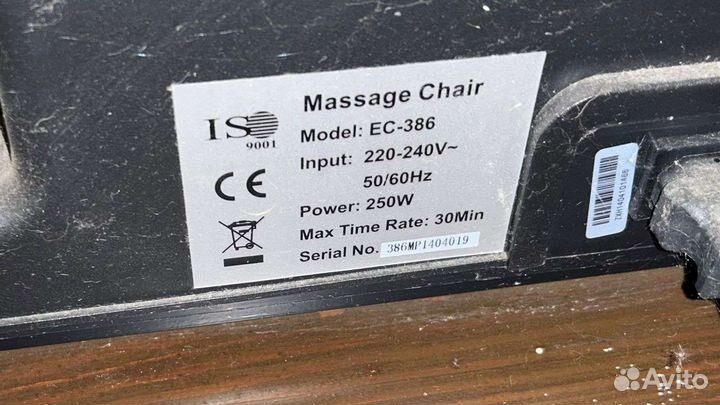 ISO
9001
CE
Massage Chair
Model: EC-386
Input: 220-240V~
50/60Hz
Power: 250W
Max Time Rate: 30Min
Serial No. 386MP1404019
ZXH1404101466
Avito